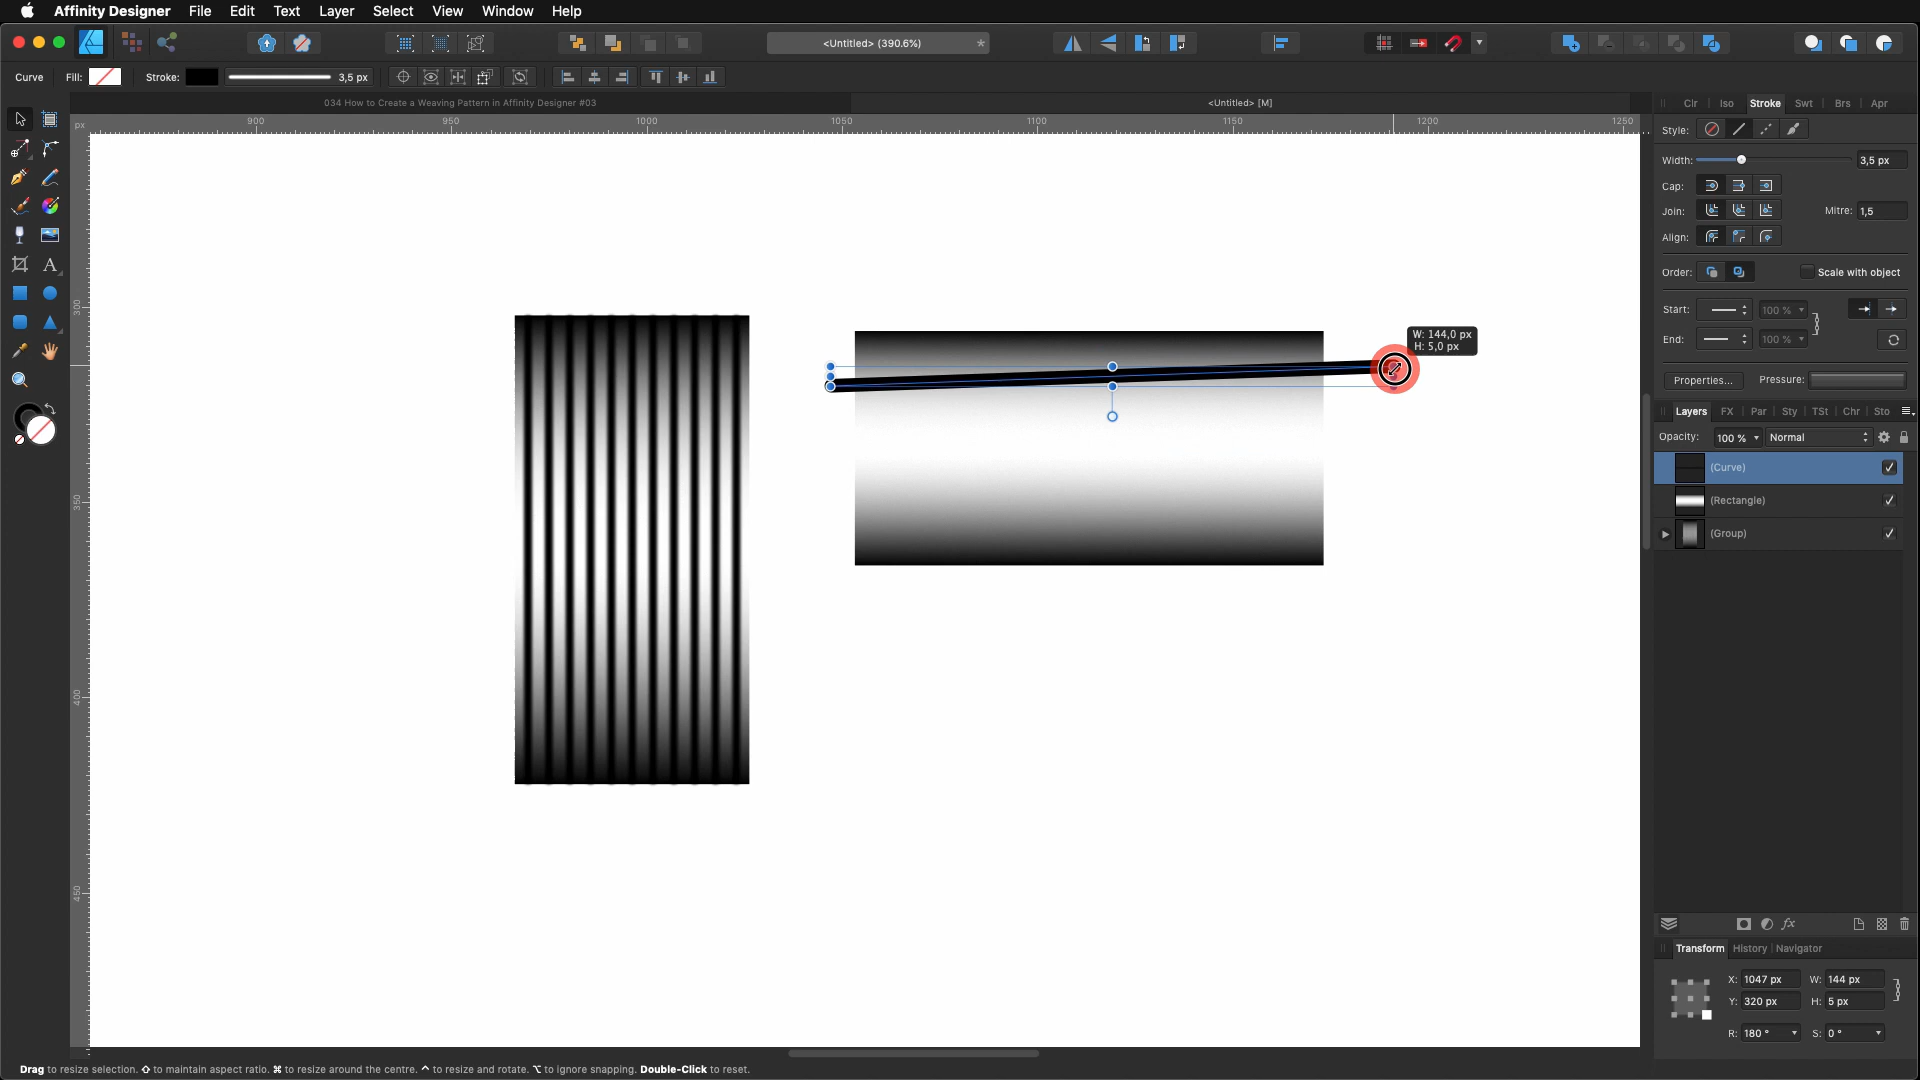 Affinity Designer File Edit Text Layer Select View Window Help
<Untitled> (390.6%) *
Curve Fill: Stroke: 3,5 px
034 How to Create a Weaving Pattern in Affinity Designer #03
<Untitled> [M]
Clr Iso Stroke Swt Brs Apr
px 900 950 1000 1050 1100 1150 1200 1250
Style:
Width: 3,5 px
Cap:
Join: Mitre: 1,5
Align:
Order: Scale with object
300
Start: 100 %
W: 144,0 px
H: 5,0 px
End: 100 %
Properties... Pressure:
Layers FX Par Sty TSt Chr Sto
Opacity: 100 % Normal
(Curve)
(Rectangle)
350
(Group)
400
450
fx
Transform History Navigator
X: 1047 px W: 144 px
Y: 320 px H: 5 px
R: 180 ° S: 0 °
Drag to resize selection. ⇧ to maintain aspect ratio. ⌘ to resize around the centre. ⌃ to resize and rotate. ⌥ to ignore snapping. Double-Click to reset.